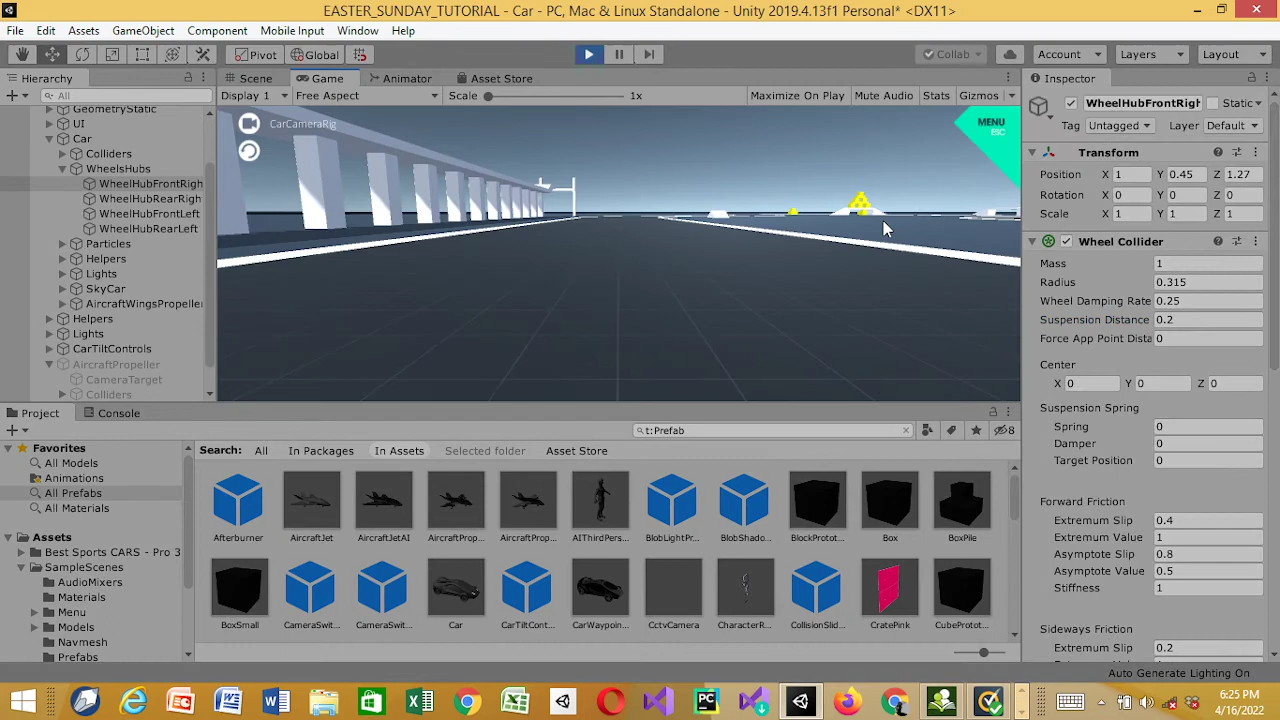 EASTER_SUNDAY_TUTORIAL - Car - PC, Mac & Linux Standalone - Unity 2019.4.13f1 Personal* <DX11>
File Edit Assets GameObject Component Mobile Input Window Help
Pivot Global Collab Account Layers Layout
Hierarchy Scene Game Animator Asset Store Inspector
All Display 1 Free Aspect Scale 1x Maximize On Play Mute Audio Stats Gizmos
GeometryStatic
UI
Car
Colliders
WheelsHubs
WheelHubFrontRigh
WheelHubRearRigh
WheelHubFrontLeft
WheelHubRearLeft
Particles
Helpers
Lights
SkyCar
AircraftWingsPropeller
Helpers
Lights
CarTiltControls
AircraftPropeller
CameraTarget
Colliders
CarCameraRig
MENU
ESC
WheelHubFrontRigh Static
Tag Untagged Layer Default
Transform
Position X 1 Y 0.45 Z 1.27
Rotation X 0 Y 0 Z 0
Scale X 1 Y 1 Z 1
Wheel Collider
Mass 1
Radius 0.315
Wheel Damping Rate 0.25
Suspension Distance 0.2
Force App Point Dista 0
Center
X 0 Y 0 Z 0
Suspension Spring
Spring 0
Damper 0
Target Position 0
Forward Friction
Extremum Slip 0.4
Extremum Value 1
Asymptote Slip 0.8
Asymptote Value 0.5
Stiffness 1
Sideways Friction
Extremum Slip 0.2
Project Console
t:Prefab 8
Favorites
All Models
Animations
All Prefabs
All Materials
Assets
Best Sports CARS - Pro 3
SampleScenes
AudioMixers
Materials
Menu
Models
Navmesh
Prefabs
Search: All In Packages In Assets Selected folder Asset Store
Afterburner AircraftJet AircraftJetAI AircraftProp... AircraftProp... AIThirdPers... BlobLightPr... BlobShado... BlockPrototy... Box BoxPile
BoxSmall CameraSwit... CameraSwit... Car CarTiltCont... CarWaypoin... CctvCamera CharacterR... CollisionSlid... CratePink CubePrototy...
Auto Generate Lighting On
6:25 PM
4/16/2022